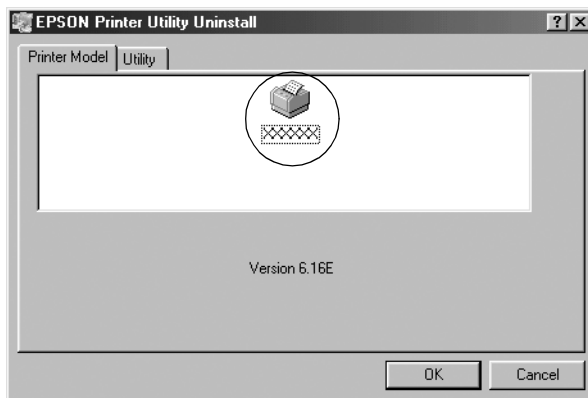 EPSON Printer Utility Uninstall
Printer Model
Utility
Version 6.16E
OK
Cancel